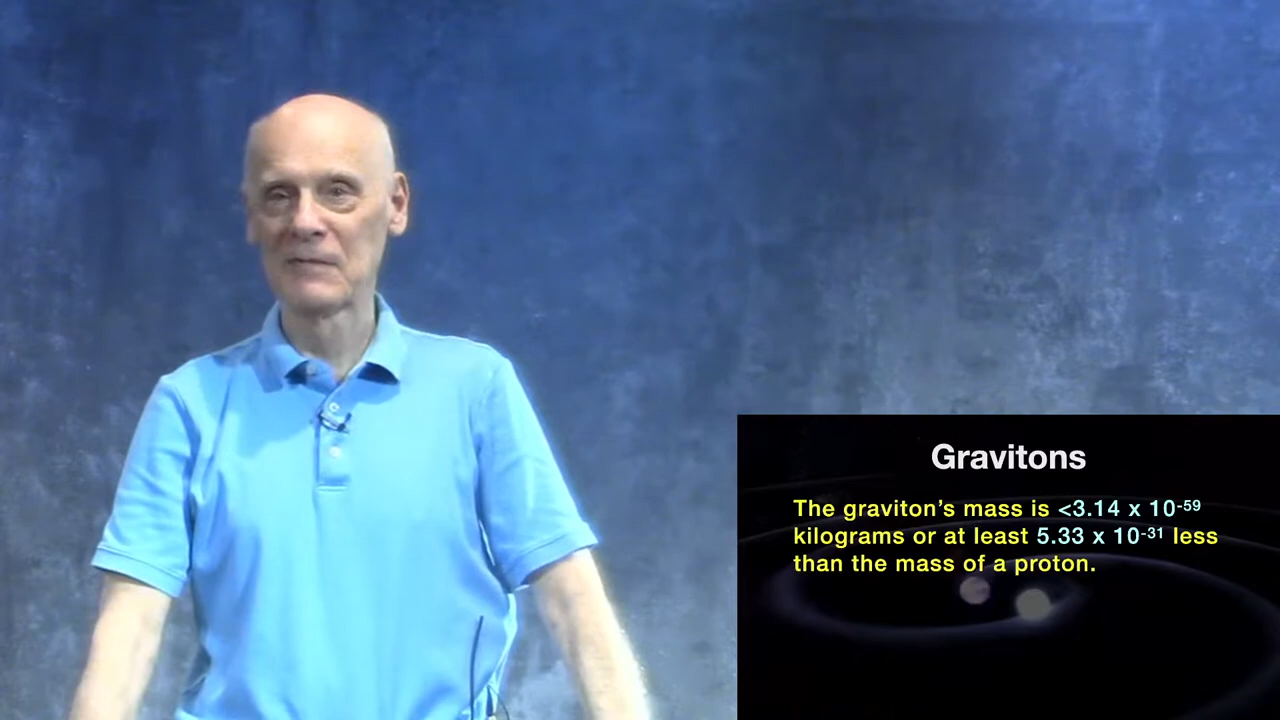 Gravitons
The graviton’s mass is <3.14 x 10⁻⁵⁹
kilograms or at least 5.33 x 10⁻³¹ less
than the mass of a proton.